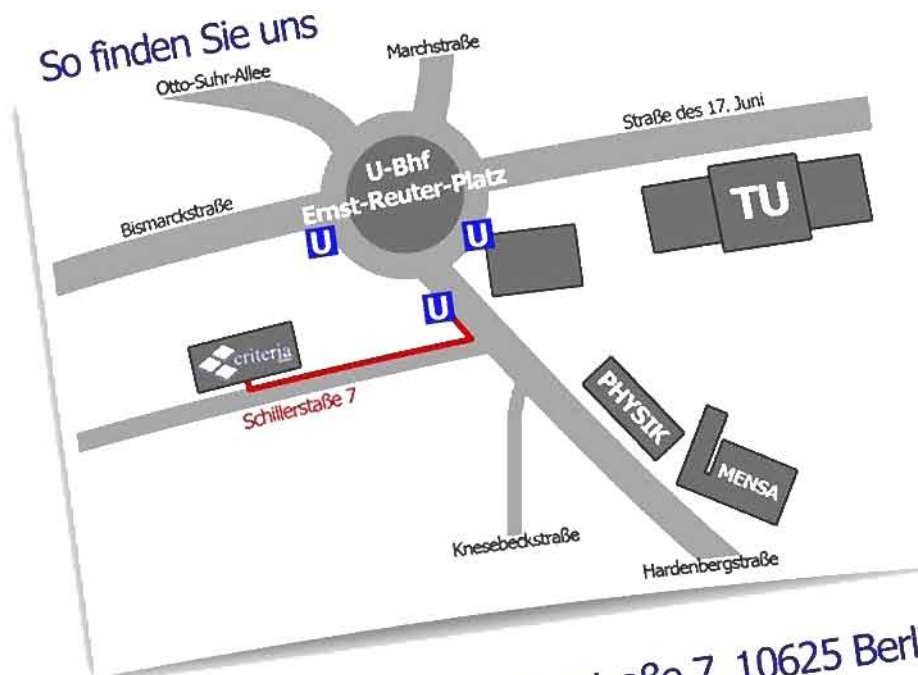 So finden Sie uns
Marchstraße
Otto-Suhr-Allee
Straße des 17. Juni
U-Bhf
Ernst-Reuter-Platz
TU
Bismarckstraße
U
U
U
criteria
Schillerstaße 7
PHYSIK
MENSA
Knesebeckstraße
Hardenbergstraße
7, 10625